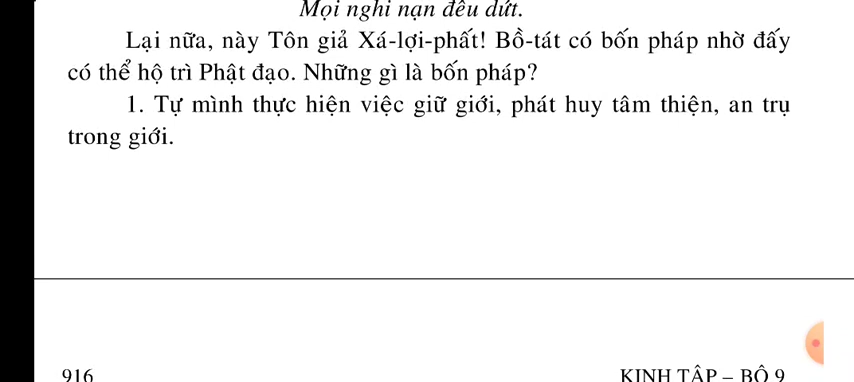 Mọi nghi nạn đều dứt.
Lại nữa, này Tôn giả Xá-lợi-phất! Bồ-tát có bốn pháp nhờ đấy
có thể hộ trì Phật đạo. Những gì là bốn pháp?
1. Tự mình thực hiện việc giữ giới, phát huy tâm thiện, an trụ
trong giới.
916
KINH TẬP – BỘ 9